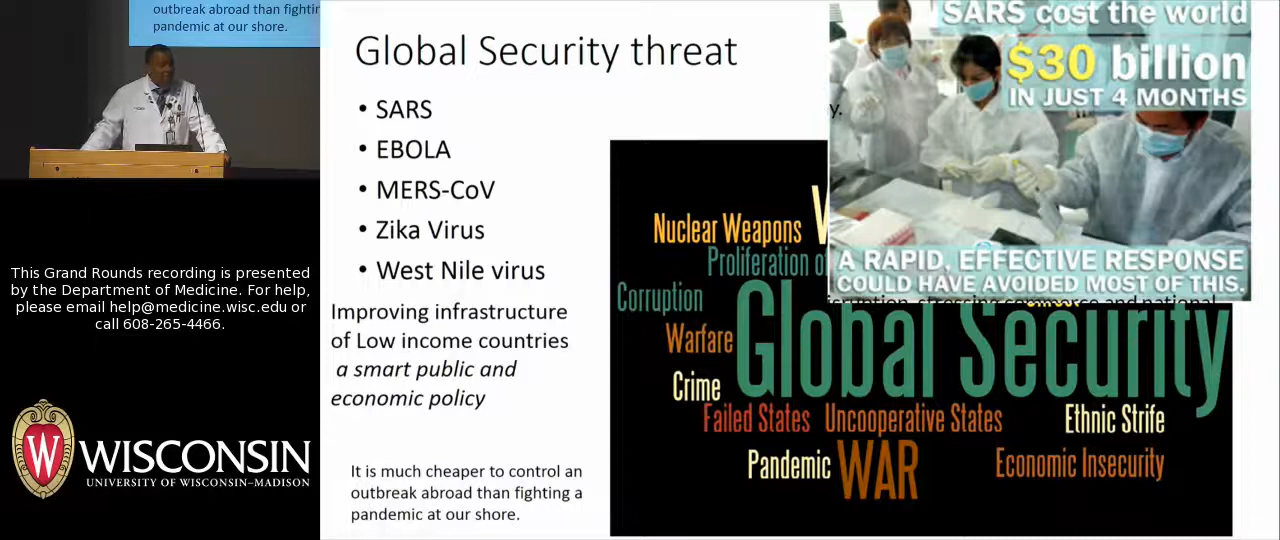 outbreak abroad than fightin
pandemic at our shore.
This Grand Rounds recording is presented
by the Department of Medicine. For help,
please email help@medicine.wisc.edu or
call 608-265-4466.
W
WISCONSIN
UNIVERSITY OF WISCONSIN–MADISON
Global Security threat
• SARS
• EBOLA
• MERS-CoV
• Zika Virus
• West Nile virus
Improving infrastructure
of Low income countries
a smart public and
economic policy
It is much cheaper to control an
outbreak abroad than fighting a
pandemic at our shore.
SARS cost the world
$30 billion
IN JUST 4 MONTHS
A RAPID, EFFECTIVE RESPONSE
COULD HAVE AVOIDED MOST OF THIS.
y.
Nuclear Weapons
Proliferation of
Corruption
Warfare
Global Security
Crime
Failed States Uncooperative States Ethnic Strife
Pandemic WAR Economic Insecurity